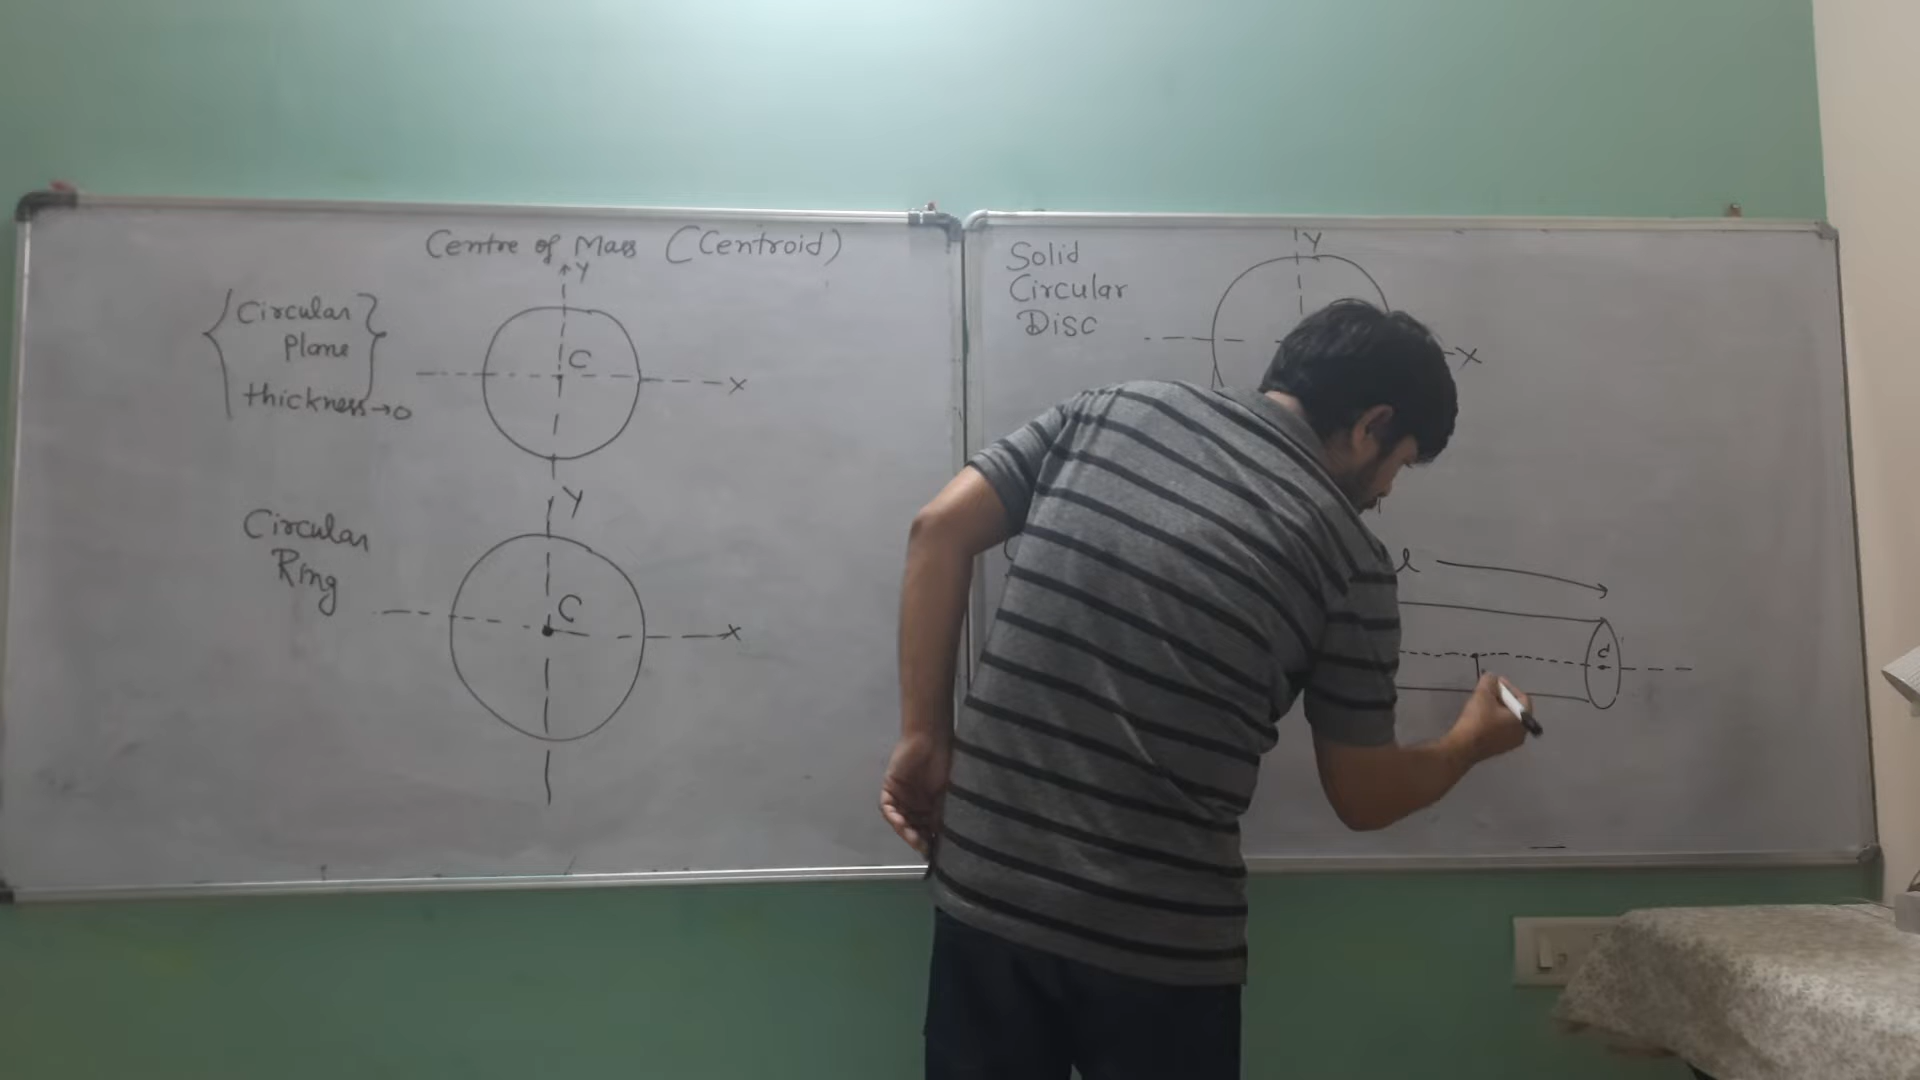 Centre of Mass (Centroid)
Y
Circular
Plane
thickness→0
C
X
Y
Circular
Ring
C
X
Solid
Circular
Disc
Y
X
l
d